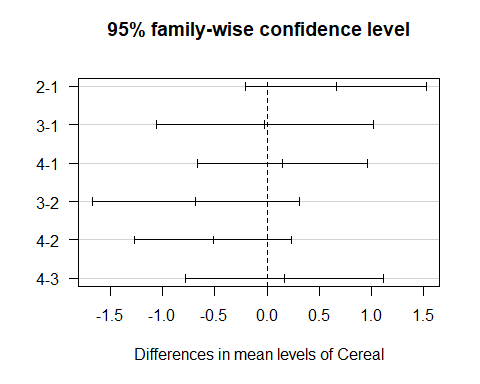 95% family-wise confidence level
2-1
3-1
4-1
3-2
4-2
4-3
-1.5 -1.0 -0.5 0.0 0.5 1.0 1.5
Differences in mean levels of Cereal